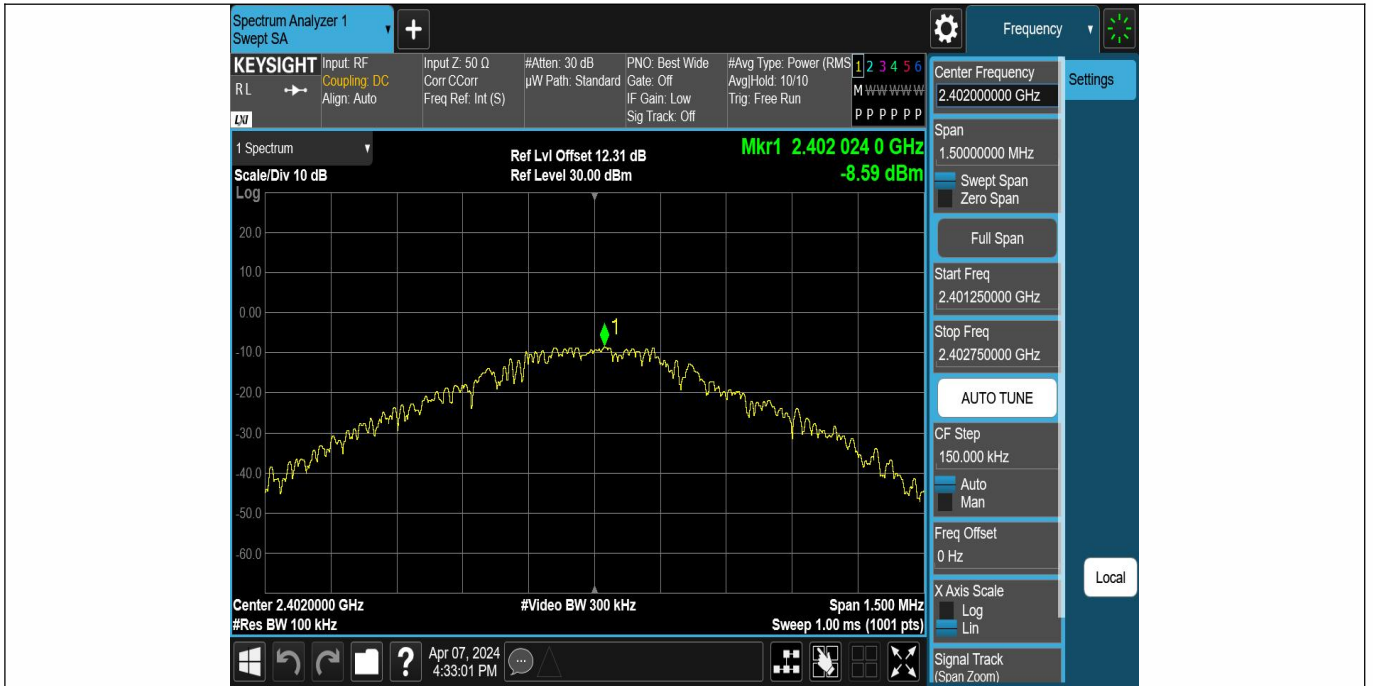 Spectrum Analyzer 1
Swept SA
Frequency
KEYSIGHT
R L
LXI
Input: RF
Coupling: DC
Align: Auto
Input Z: 50 Ω
Corr CCorr
Freq Ref: Int (S)
#Atten: 30 dB
µW Path: Standard
PNO: Best Wide
Gate: Off
IF Gain: Low
Sig Track: Off
#Avg Type: Power (RMS
Avg|Hold: 10/10
Trig: Free Run
1 2 3 4 5 6
M W W W W W
P P P P P P
1 Spectrum
Scale/Div 10 dB
Ref Lvl Offset 12.31 dB
Ref Level 30.00 dBm
Mkr1 2.402 024 0 GHz
-8.59 dBm
Log
20.0
10.0
0.00
-10.0
-20.0
-30.0
-40.0
-50.0
-60.0
1
Center 2.4020000 GHz
#Res BW 100 kHz
#Video BW 300 kHz
Span 1.500 MHz
Sweep 1.00 ms (1001 pts)
?
Apr 07, 2024
4:33:01 PM
Center Frequency
2.402000000 GHz
Settings
Span
1.50000000 MHz
Swept Span
Zero Span
Full Span
Start Freq
2.401250000 GHz
Stop Freq
2.402750000 GHz
AUTO TUNE
CF Step
150.000 kHz
Auto
Man
Freq Offset
0 Hz
X Axis Scale
Log
Lin
Local
Signal Track
(Span Zoom)